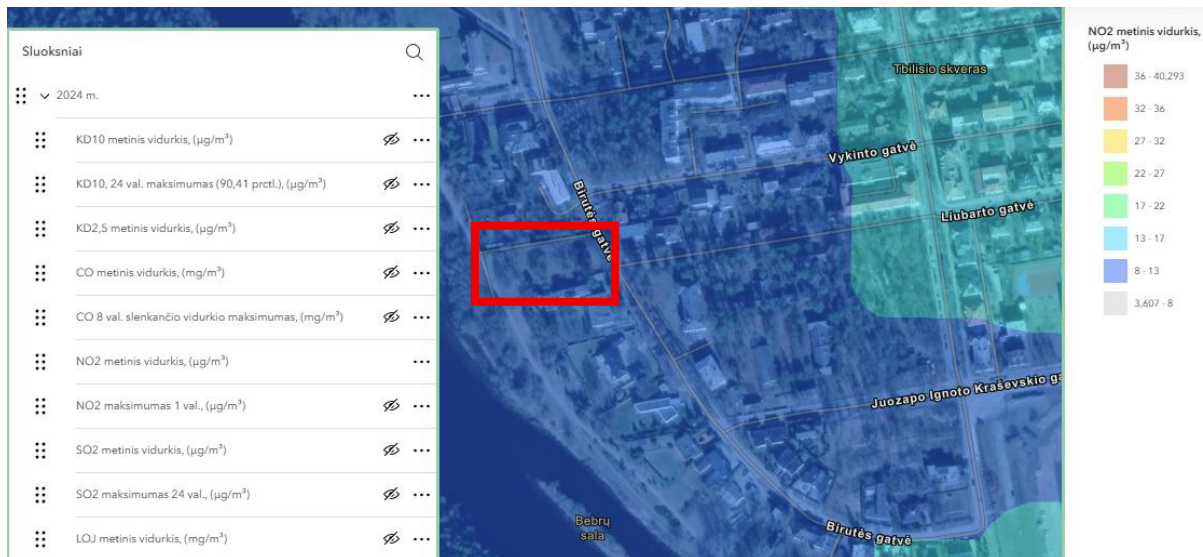 Sluoksniai
2024 m.
KD10 metinis vidurkis, (µg/m³)
KD10, 24 val. maksimumas (90,41 prctl.), (µg/m³)
KD2,5 metinis vidurkis, (µg/m³)
CO metinis vidurkis, (mg/m³)
CO 8 val. slenkančio vidurkio maksimumas, (mg/m³)
NO2 metinis vidurkis, (µg/m³)
NO2 maksimumas 1 val., (µg/m³)
SO2 metinis vidurkis, (µg/m³)
SO2 maksimumas 24 val., (µg/m³)
LOJ metinis vidurkis, (mg/m³)
Tbilisio skveras
Vykinto gatvė
Birutės gatvė
Liubarto gatvė
Juozapo Ignoto Kraševskio ga
Bebrų
sala
Birutės gatvė
NO2 metinis vidurkis,
(µg/m³)
36 - 40,293
32 - 36
27 - 32
22 - 27
17 - 22
13 - 17
8 - 13
3,607 - 8